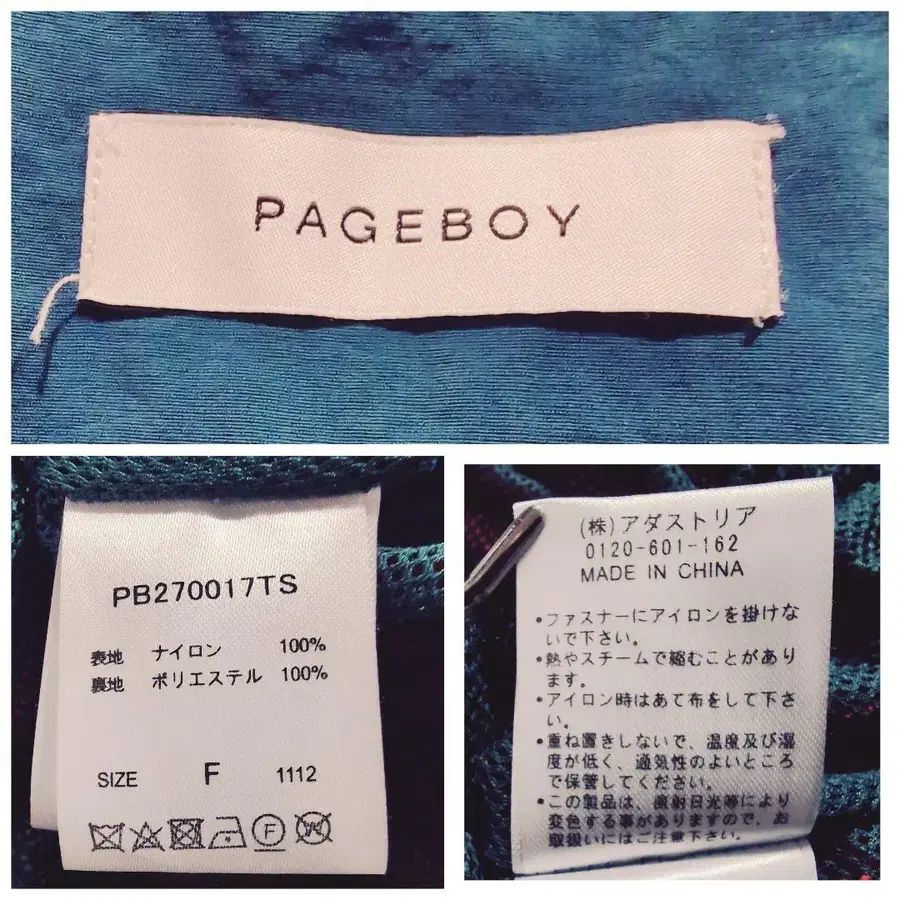 PAGEBOY
PB270017TS
表地 ナイロン 100%
裏地 ポリエステル 100%
SIZE F 1112
F
W
(株)アダストリア
0120-601-162
MADE IN CHINA
•ファスナーにアイロンを掛けな
いで下さい。
•熱やスチームで縮むことがあり
ます。
•アイロン時はあて布をして下さ
い。
•重ね置きしないで、温度及び湿
度が低く、通気性のよいところ
で保管してください。
•この製品は、直射日光等により
変色する事がありますので、お
取扱いにはご注意下さい。